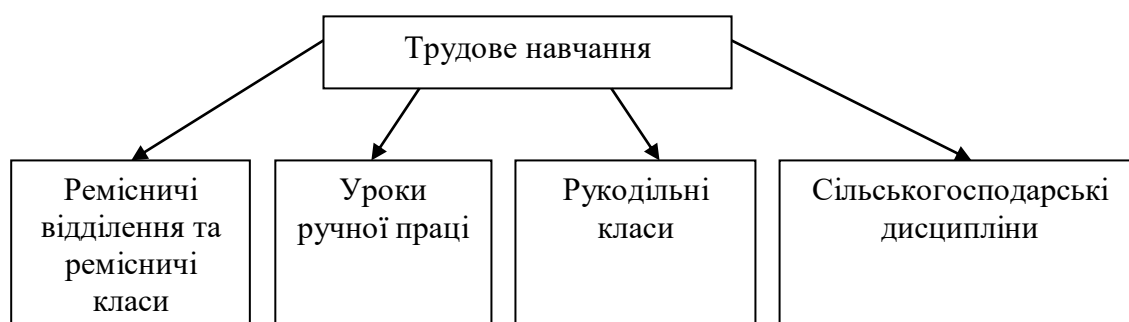 Трудове навчання
Ремісничі
відділення та
ремісничі
класи
Уроки
ручної праці
Рукодільні
класи
Сільськогосподарські
дисципліни